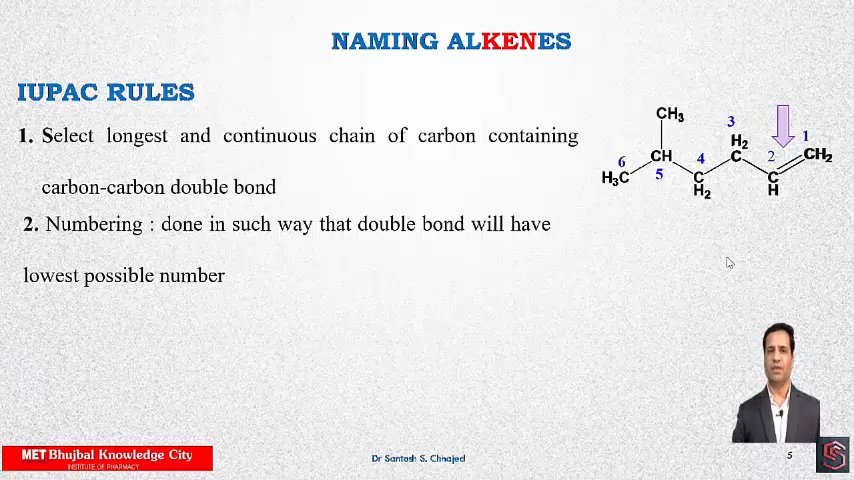 NAMING ALKENES
IUPAC RULES
1. Select longest and continuous chain of carbon containing
carbon-carbon double bond
2. Numbering : done in such way that double bond will have
lowest possible number
CH3
3
1
H2
6
CH
4
C
2
CH2
H3C
5
C
C
H2
H
MET Bhujbal Knowledge City
INSTITUTE OF PHARMACY
Dr Santosh S. Chhajed
5